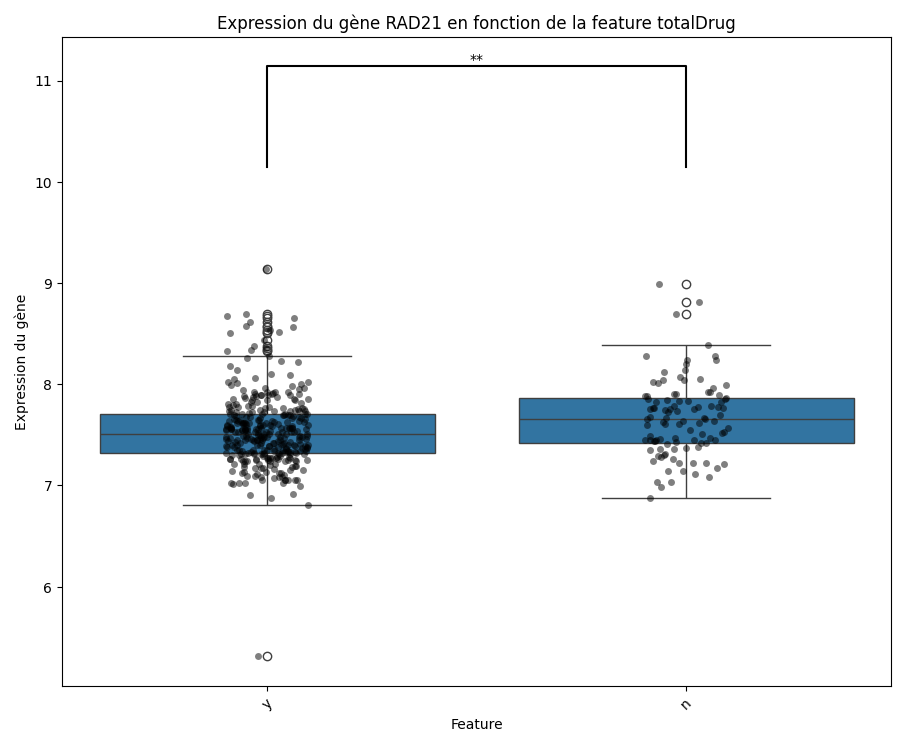 Expression du gène RAD21 en fonction de la feature totalDrug
**
11
10
9
8
7
6
Expression du gène
y
n
Feature